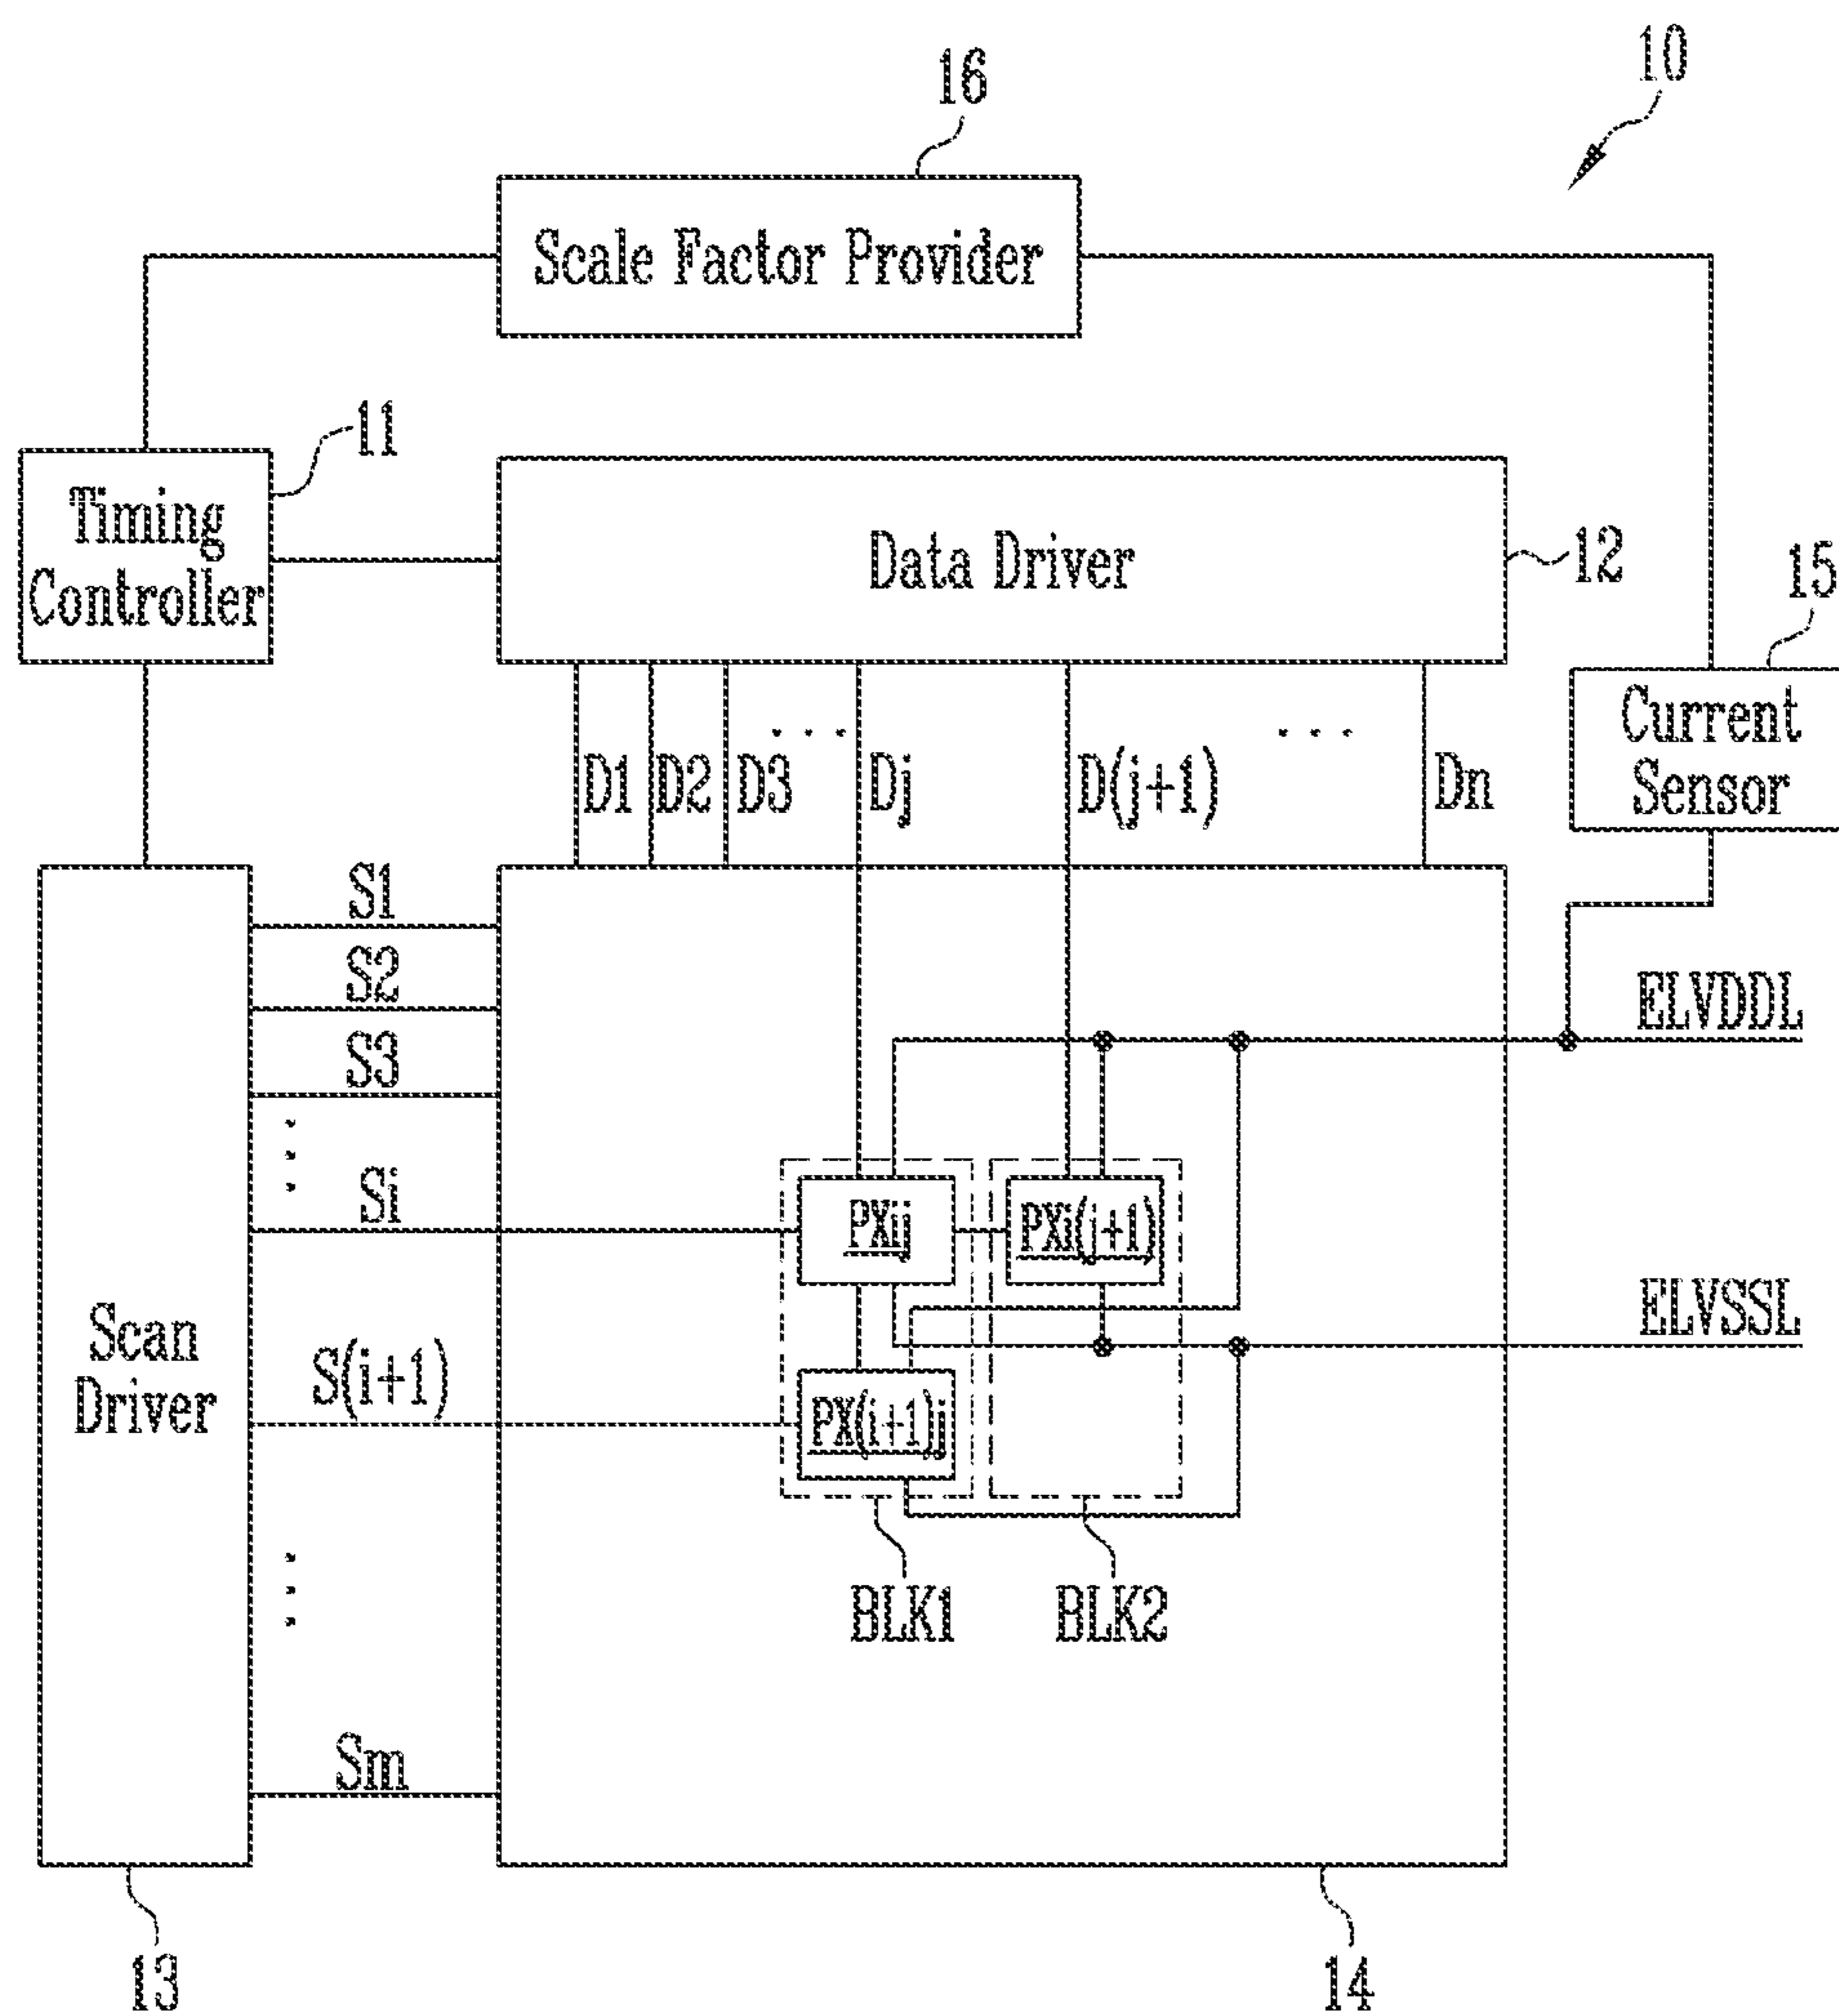 10
16
Scale Factor Provider
11
Timing
Controller
Data Driver
12
15
Current
Sensor
D1 D2 D3 . . . Dj D(j+1) . . . Dn
S1
S2
S3
Si
S(i+1)
Sm
Scan
Driver
ELVDDL
PXij
PXi(j+1)
ELVSSL
PX(i+1)j
BLK1
BLK2
13
14